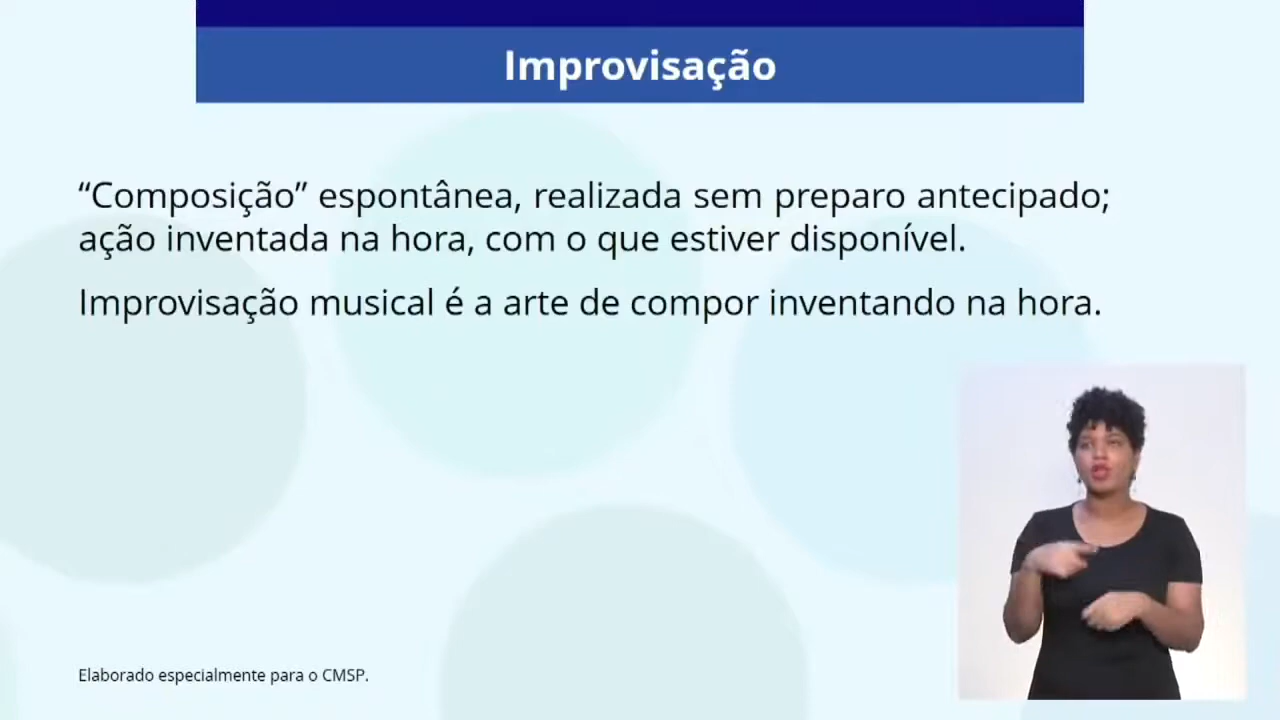 Improvisação
“Composição” espontânea, realizada sem preparo antecipado;
ação inventada na hora, com o que estiver disponível.
Improvisação musical é a arte de compor inventando na hora.
Elaborado especialmente para o CMSP.